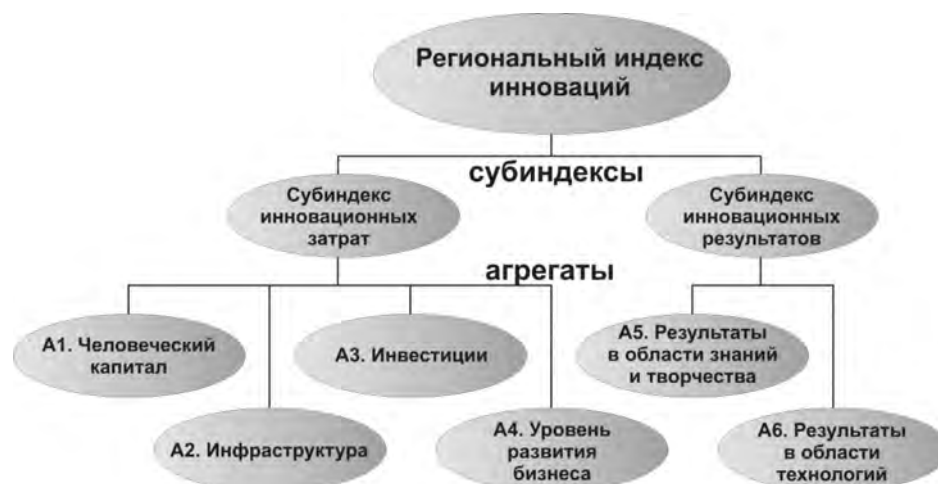 Региональный индекс
инноваций
субиндексы
Субиндекс
инновационных
затрат
Субиндекс
инновационных
результатов
агрегаты
А1. Человеческий
капитал
А3. Инвестиции
А5. Результаты
в области знаний
и творчества
А2. Инфраструктура
А4. Уровень
развития
бизнеса
А6. Результаты
в области
технологий